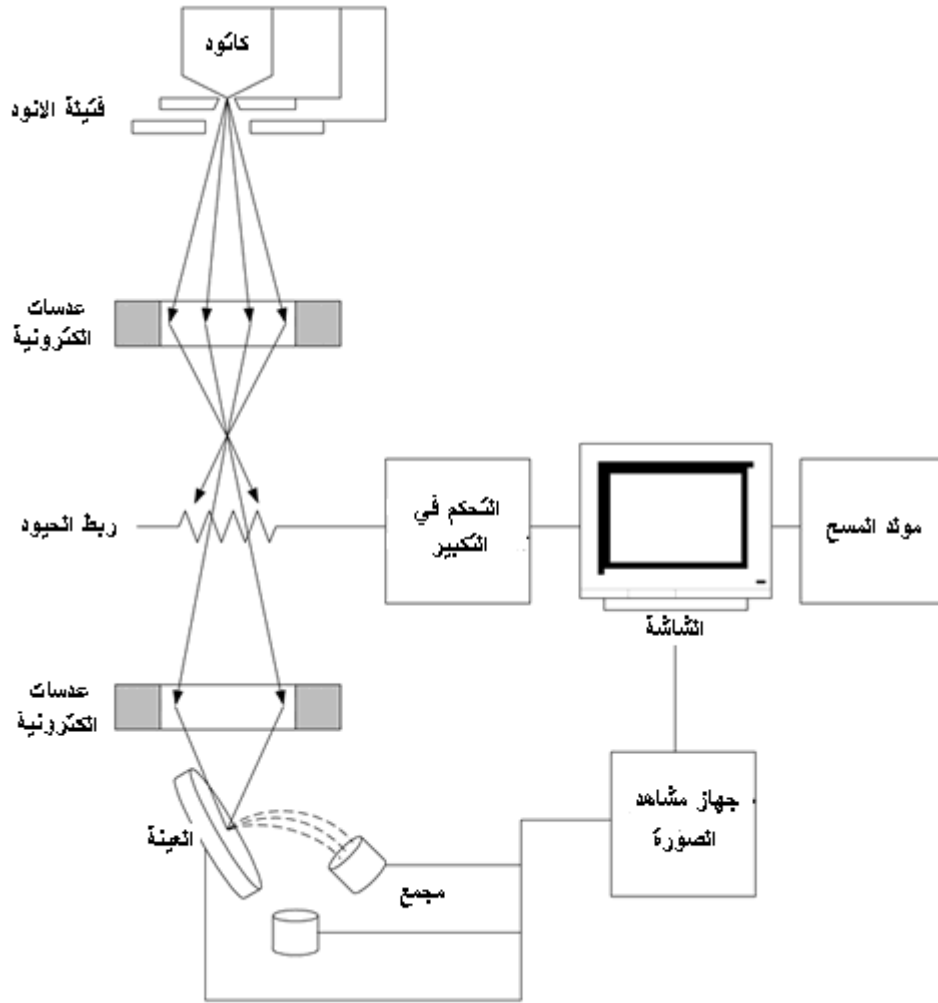 كاثود
فتيلة الانود
عدسات
الكترونية
ربط الحيود
التحكم في
التكبير
مولد المسح
الشاشة
عدسات
الكترونية
جهاز مشاهد
الصورة
العينة
مجمع